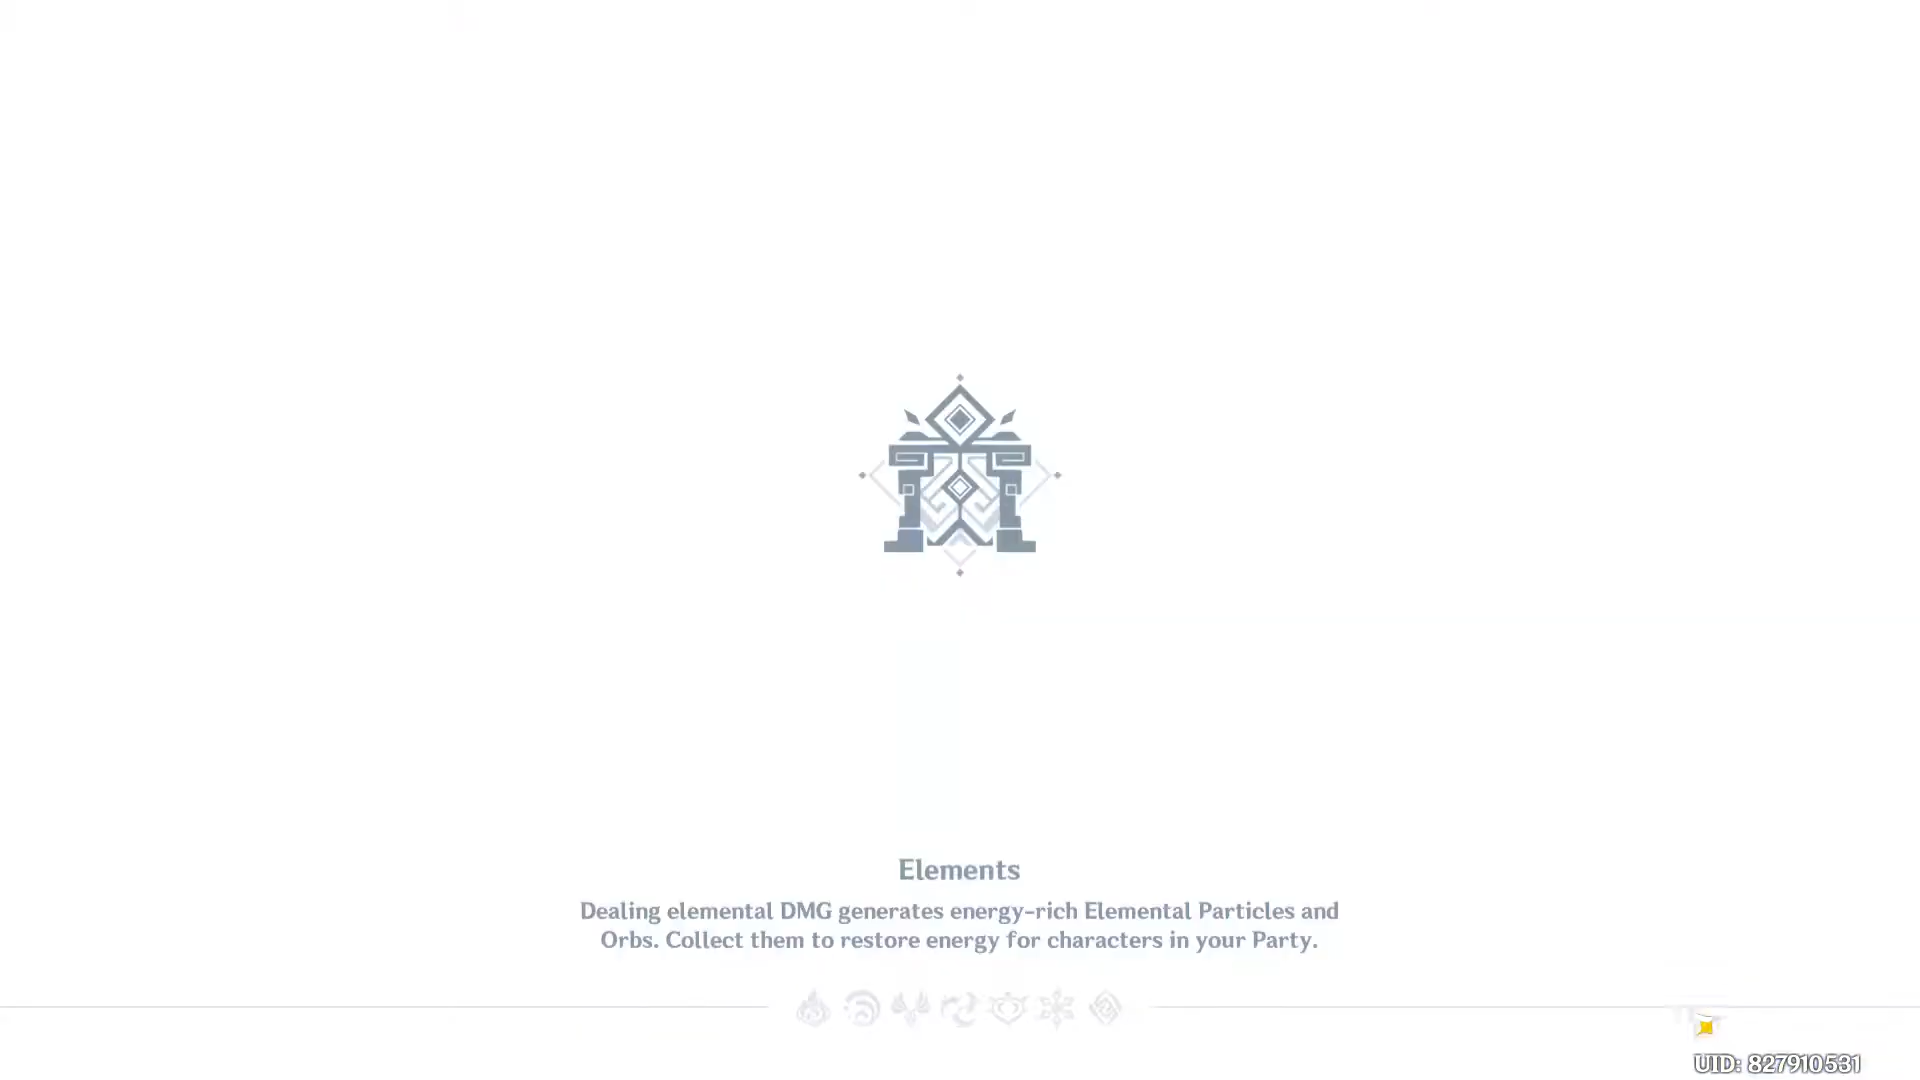 Elements
Dealing elemental DMG generates energy-rich Elemental Particles and
Orbs. Collect them to restore energy for characters in your Party.
UID: 827910531